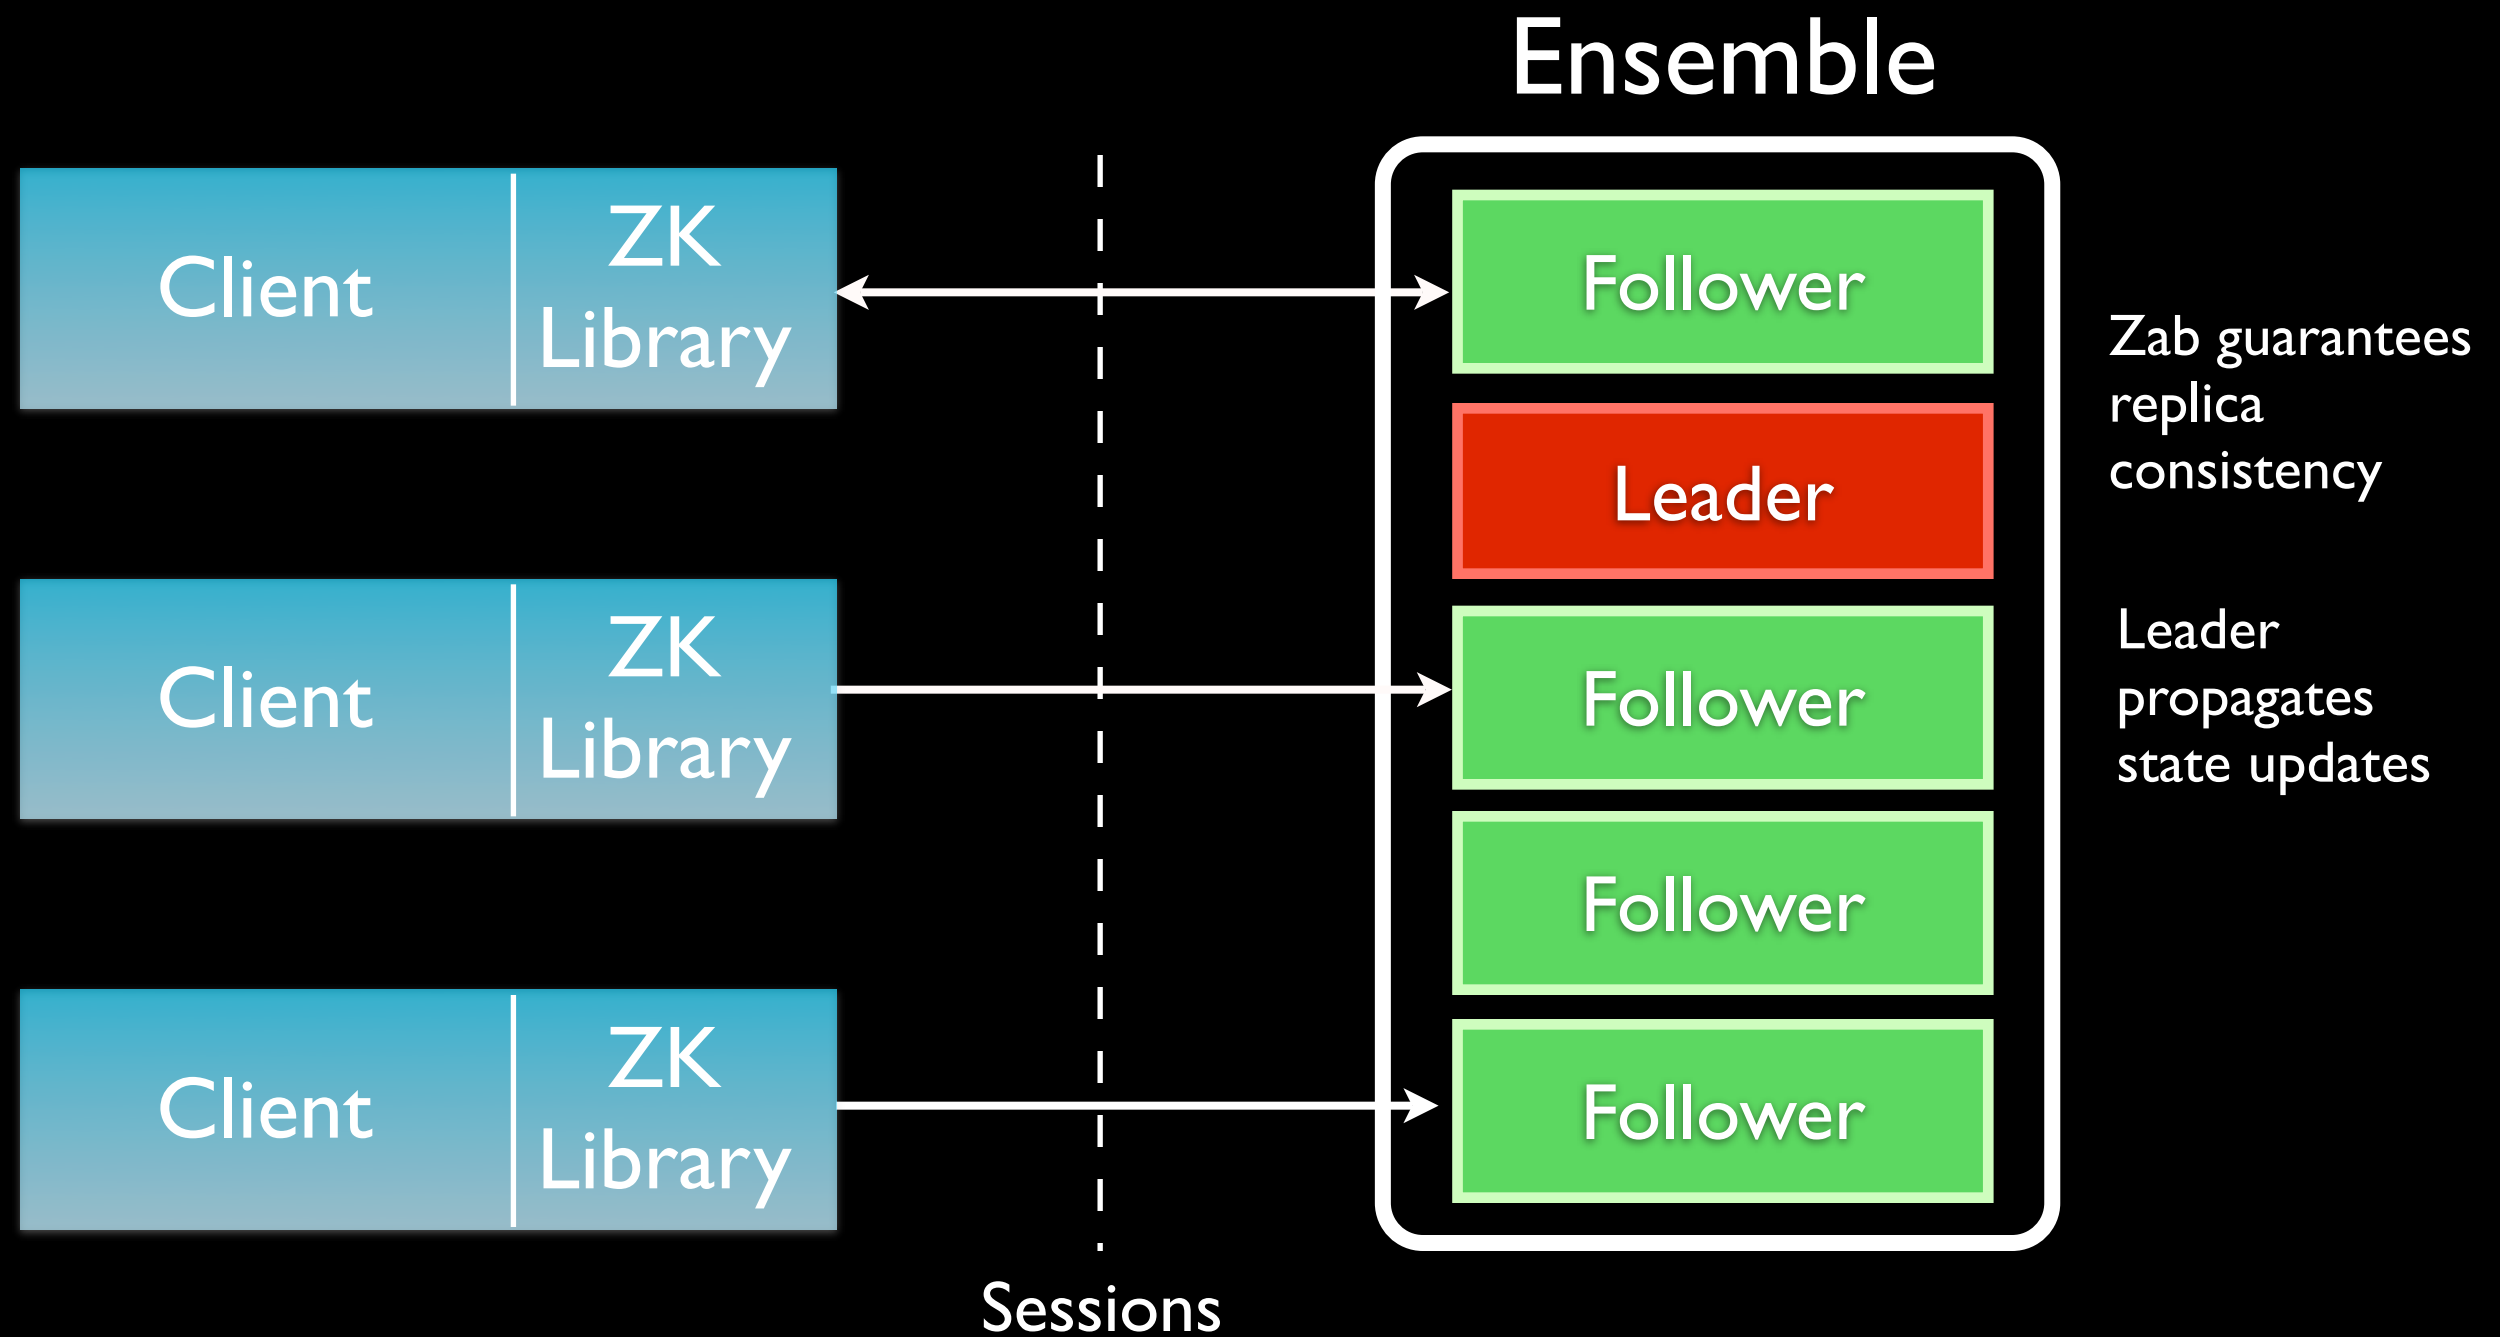 Ensemble
Client
ZK
Library
Follower
Zab guarantees
replica
consistency
Leader
Client
ZK
Library
Follower
Leader
propagates
state updates
Follower
Client
ZK
Library
Follower
Sessions